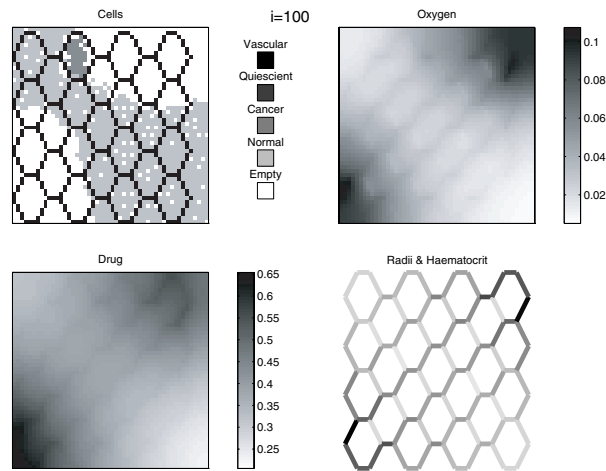 Cells
i=100
Oxygen
Vascular
Quiescient
Cancer
Normal
Empty
0.1
0.08
0.06
0.04
0.02
Drug
Radii & Haematocrit
0.65
0.6
0.55
0.5
0.45
0.4
0.35
0.3
0.25